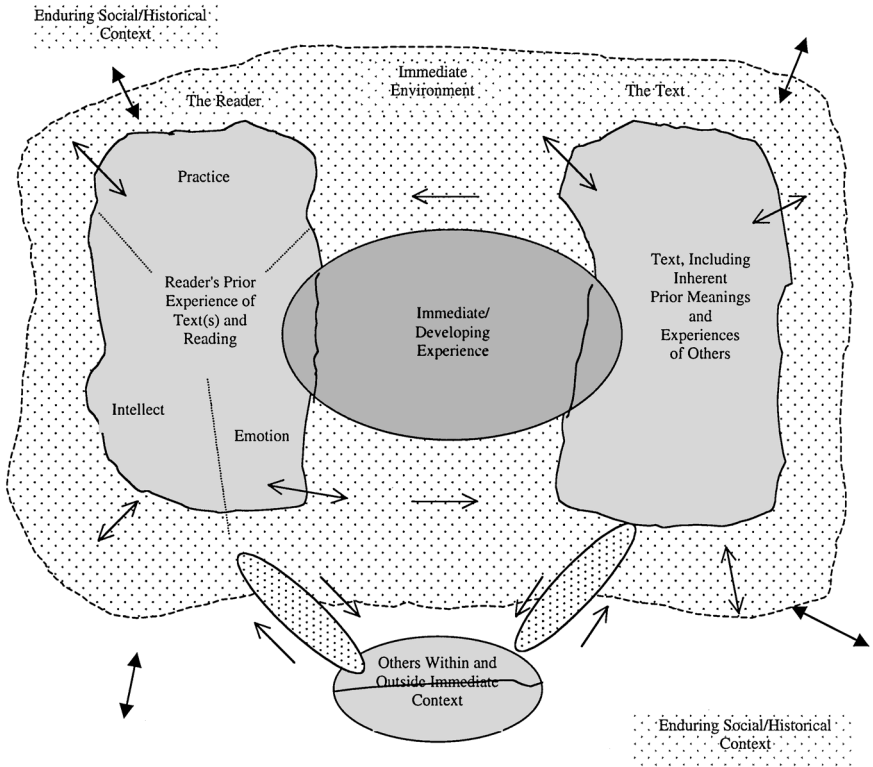 Enduring Social/Historical
Context
Immediate
Environment
The Reader
The Text
Practice
Reader's Prior
Experience of
Text(s) and
Reading
Intellect
Emotion
Immediate/
Developing
Experience
Text, Including
Inherent
Prior Meanings
and
Experiences
of Others
Others Within and
Outside Immediate
Context
Enduring Social/Historical
Context